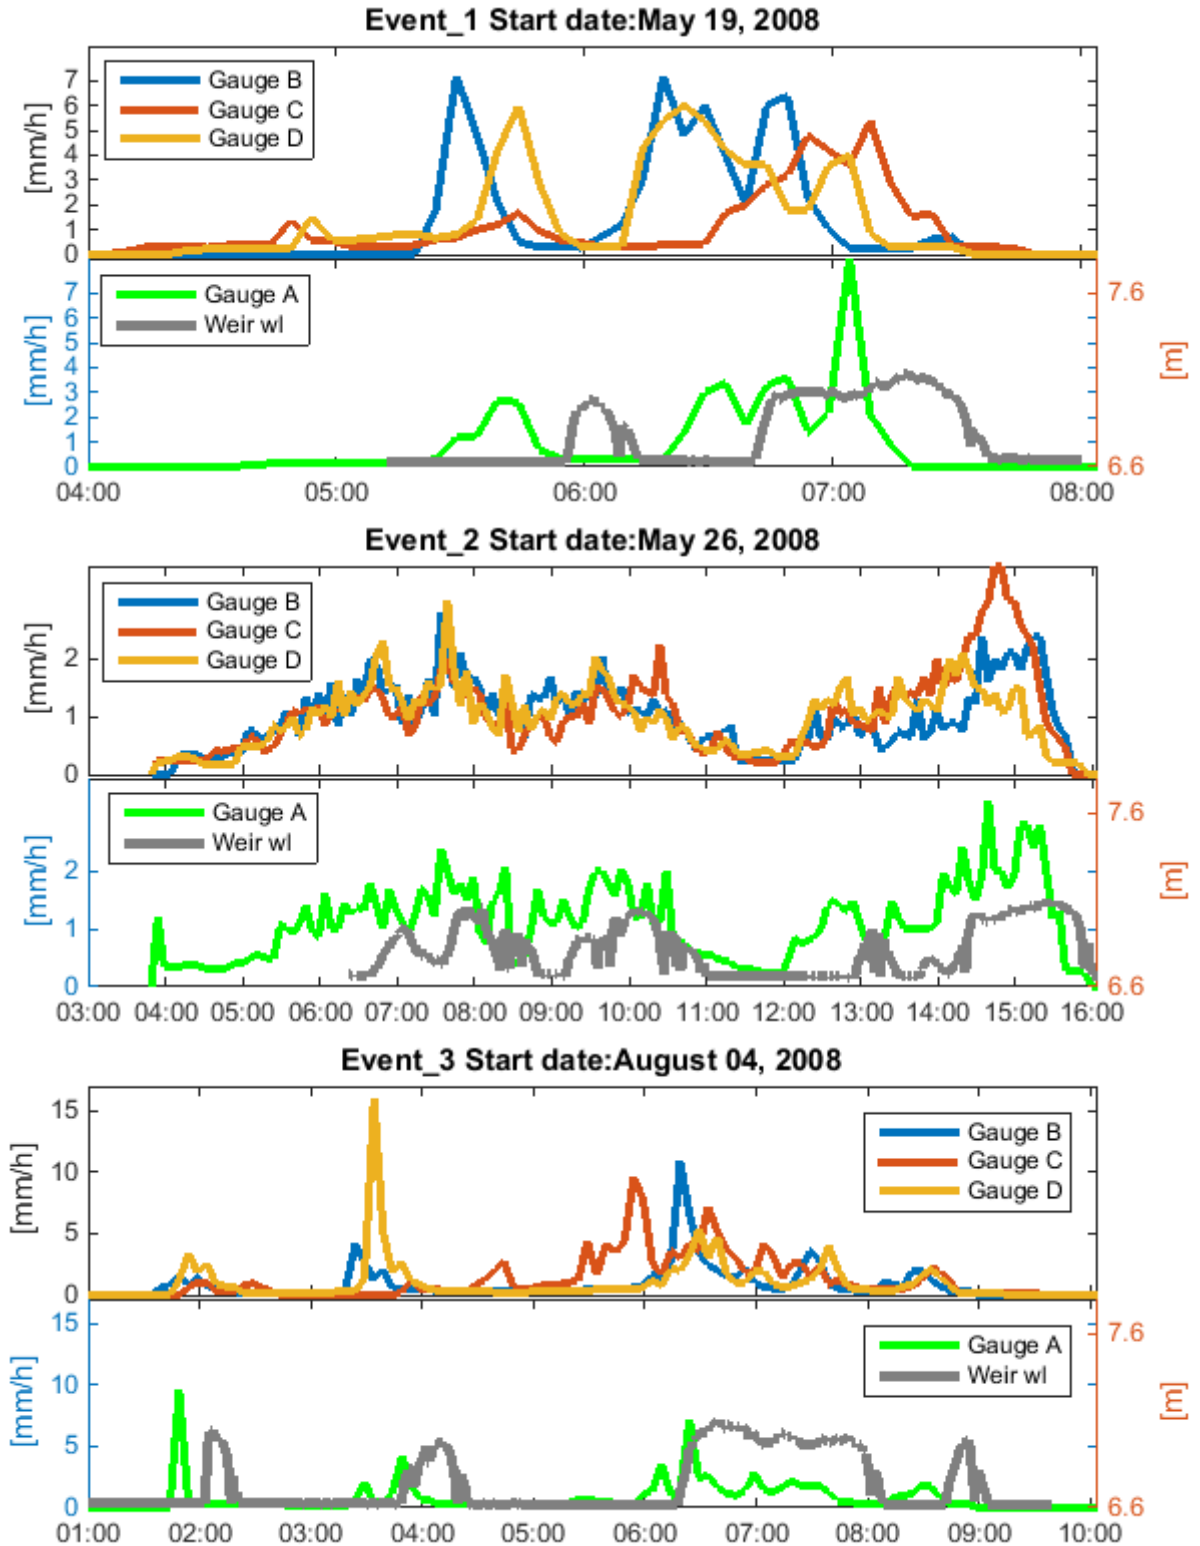 Event_1 Start date:May 19, 2008
[mm/h]
7
6
5
4
3
2
1
0
Gauge B
Gauge C
Gauge D
[mm/h]
7
6
5
4
3
2
1
0
Gauge A
Weir wl
7.6
6.6
[m]
04:00 05:00 06:00 07:00 08:00
Event_2 Start date:May 26, 2008
[mm/h]
2
1
0
Gauge B
Gauge C
Gauge D
[mm/h]
2
1
0
Gauge A
Weir wl
7.6
6.6
[m]
03:00 04:00 05:00 06:00 07:00 08:00 09:00 10:00 11:00 12:00 13:00 14:00 15:00 16:00
Event_3 Start date:August 04, 2008
[mm/h]
15
10
5
0
Gauge B
Gauge C
Gauge D
[mm/h]
15
10
5
0
Gauge A
Weir wl
7.6
6.6
[m]
01:00 02:00 03:00 04:00 05:00 06:00 07:00 08:00 09:00 10:00